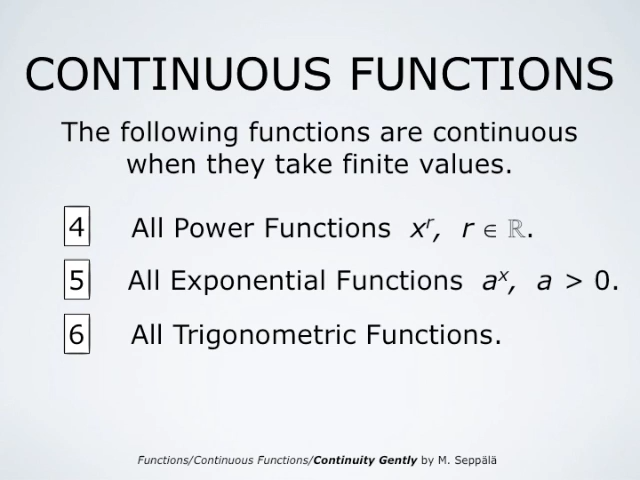 CONTINUOUS FUNCTIONS
The following functions are continuous
when they take finite values.
4 All Power Functions xʳ, r ∈ ℝ.
5 All Exponential Functions aˣ, a > 0.
6 All Trigonometric Functions.
Functions/Continuous Functions/Continuity Gently by M. Seppälä